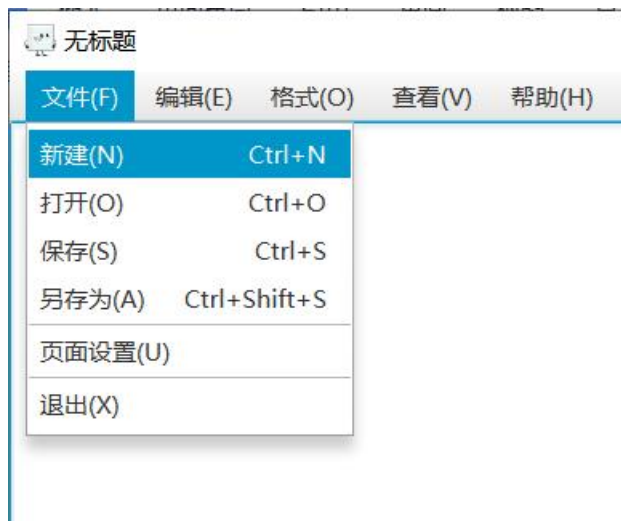 无标题
文件(F) 编辑(E) 格式(O) 查看(V) 帮助(H)
新建(N) Ctrl+N
打开(O) Ctrl+O
保存(S) Ctrl+S
另存为(A) Ctrl+Shift+S
页面设置(U)
退出(X)